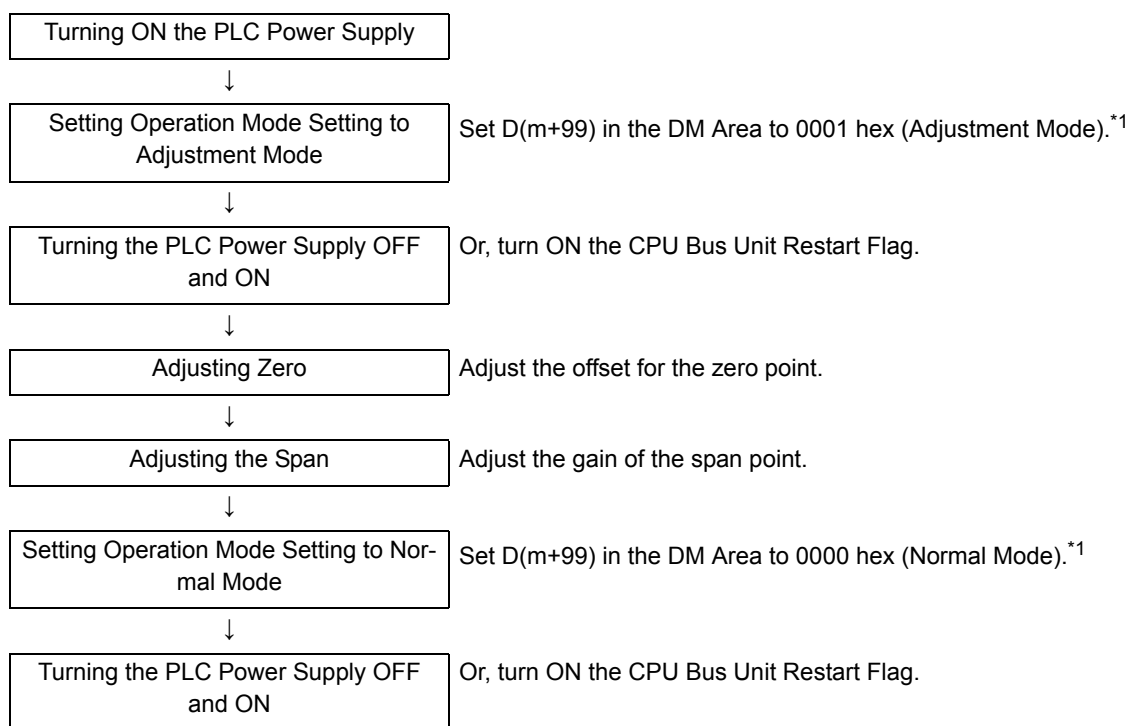 Turning ON the PLC Power Supply
↓
Setting Operation Mode Setting to
Adjustment Mode
Set D(m+99) in the DM Area to 0001 hex (Adjustment Mode).*1
↓
Turning the PLC Power Supply OFF
and ON
Or, turn ON the CPU Bus Unit Restart Flag.
↓
Adjusting Zero
Adjust the offset for the zero point.
↓
Adjusting the Span
Adjust the gain of the span point.
↓
Setting Operation Mode Setting to Nor-
mal Mode
Set D(m+99) in the DM Area to 0000 hex (Normal Mode).*1
↓
Turning the PLC Power Supply OFF
and ON
Or, turn ON the CPU Bus Unit Restart Flag.